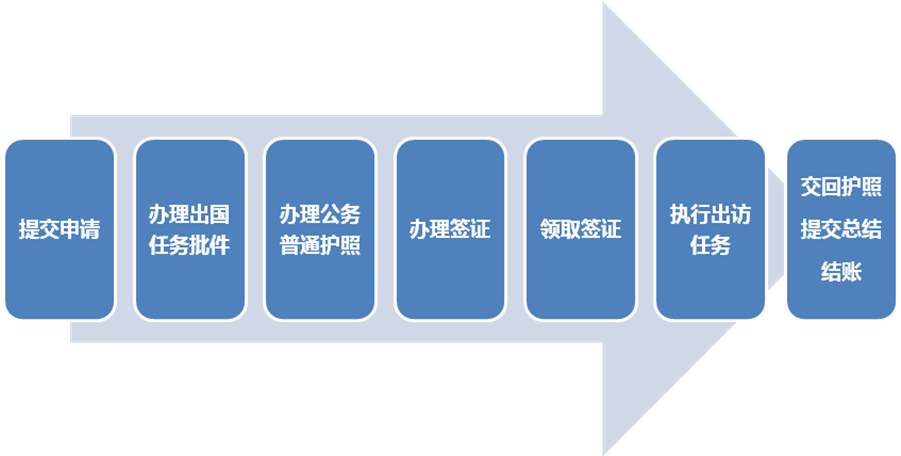 提交申请
办理出国
任务批件
办理公务
普通护照
办理签证
领取签证
执行出访
任务
交回护照
提交总结
结账